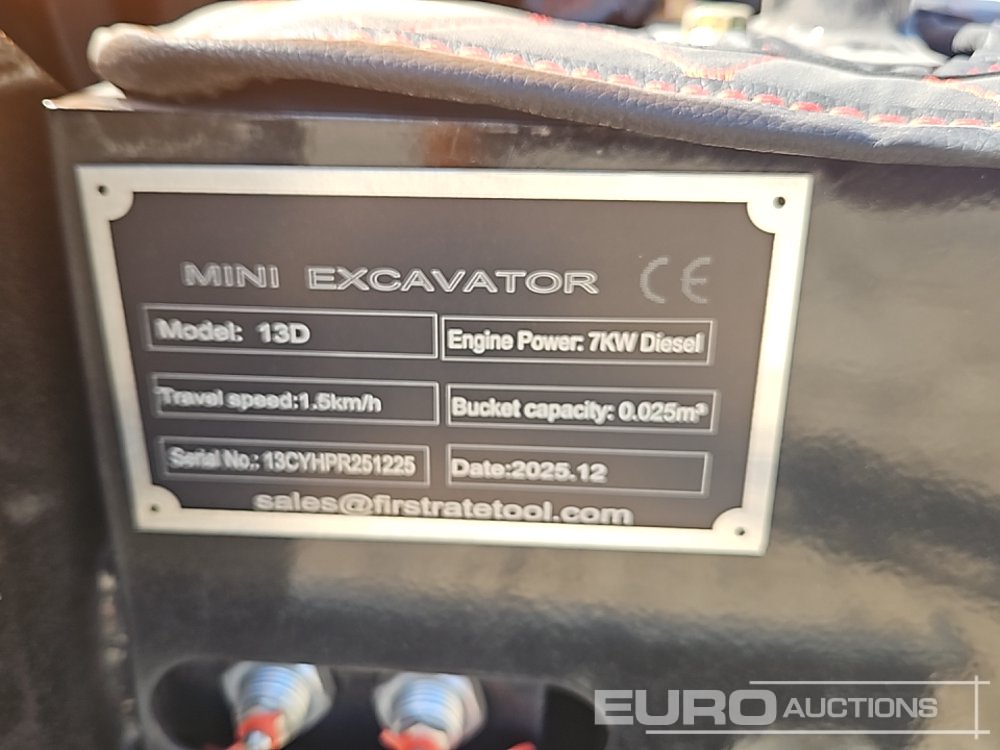 MINI EXCAVATOR CE
Model: 13D
Engine Power: 7KW Diesel
Travel speed:1.5km/h
Bucket capacity: 0.025m³
Serial No.: 13CYHPR251225
Date:2025.12
sales@firstratetool.com
EURO AUCTIONS